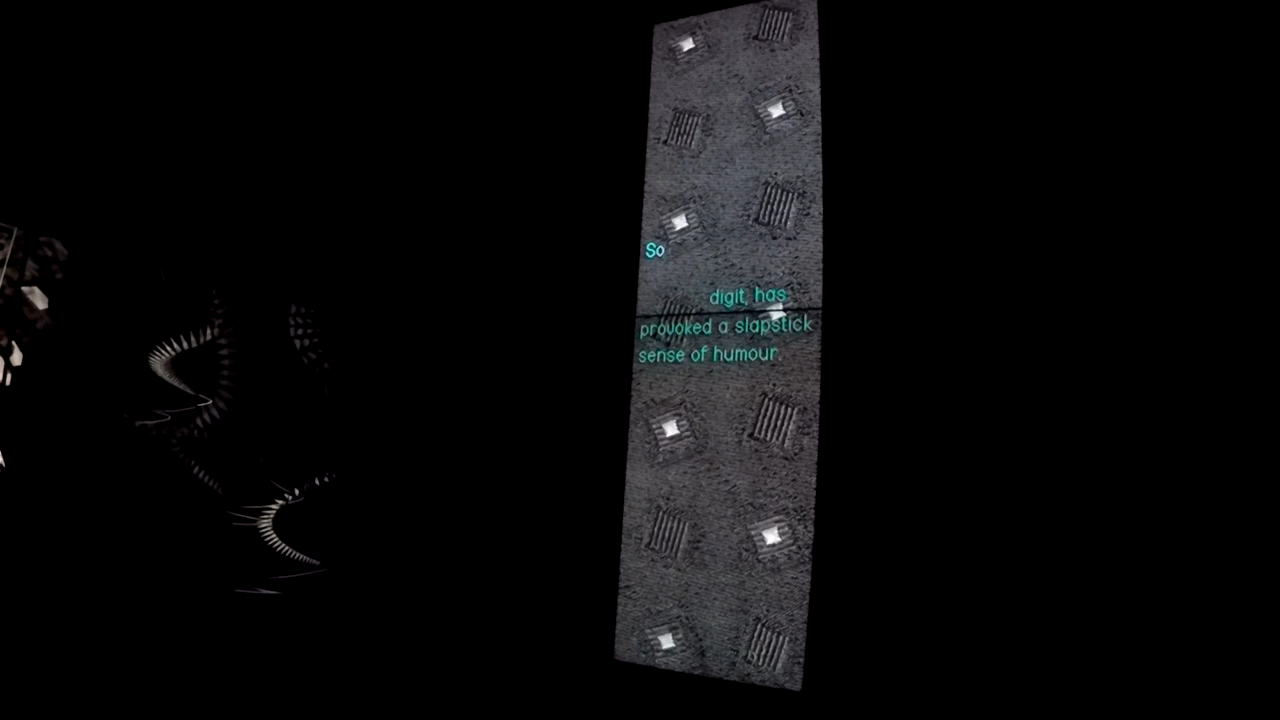 So
digit, has
provoked a slapstick
sense of humour.